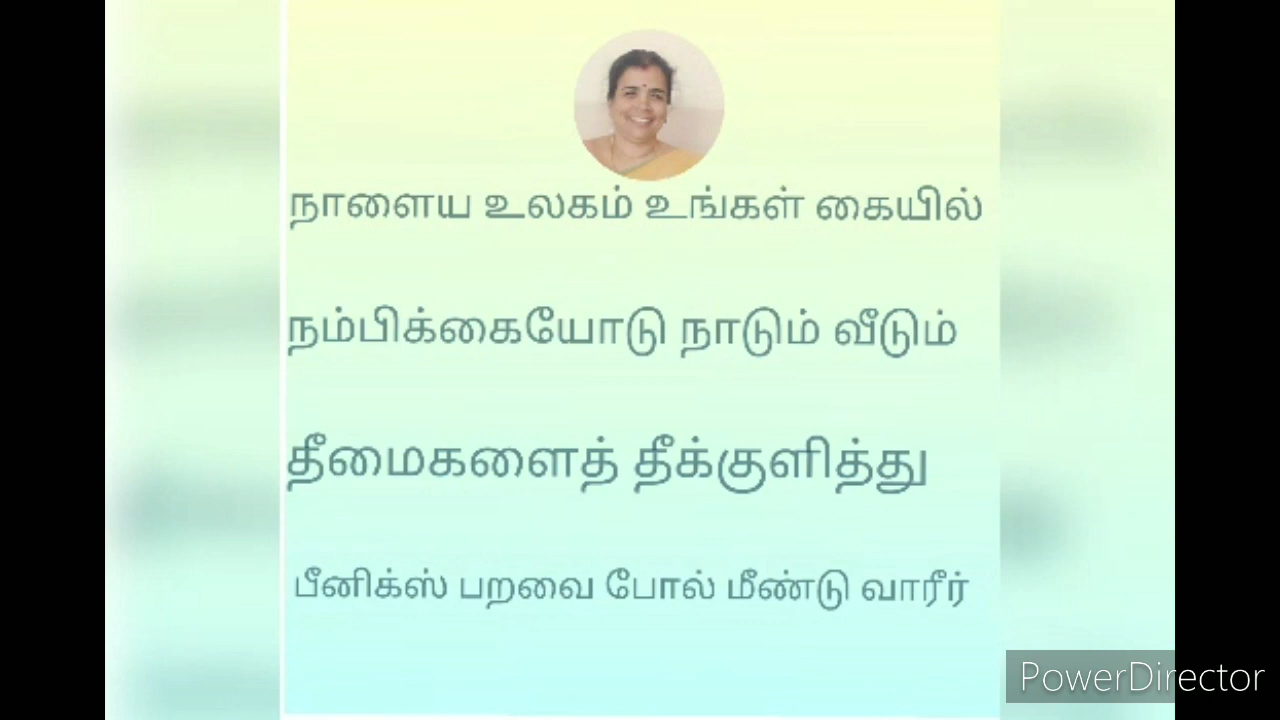 நாளைய உலகம் உங்கள் கையில்
நம்பிக்கையோடு நாடும் வீடும்
தீமைகளைத் தீக்குளித்து
பீனிக்ஸ் பறவை போல் மீண்டு வாரீர்
PowerDirector